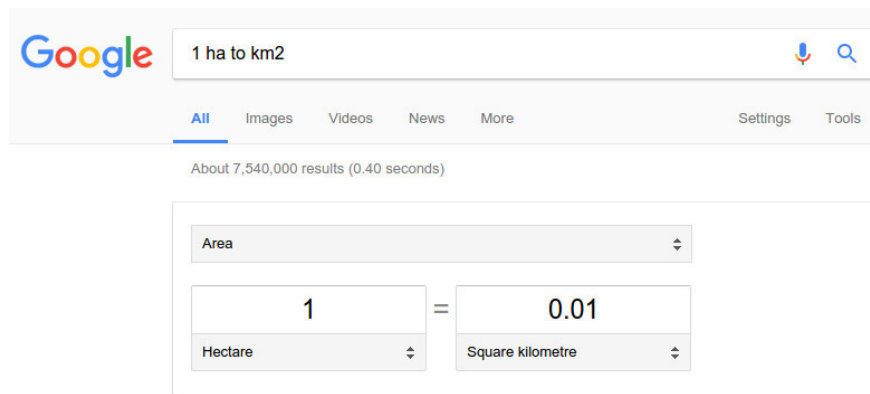 Google 1 ha to km2
All Images Videos News More Settings Tools
About 7,540,000 results (0.40 seconds)
Area
1 = 0.01
Hectare Square kilometre